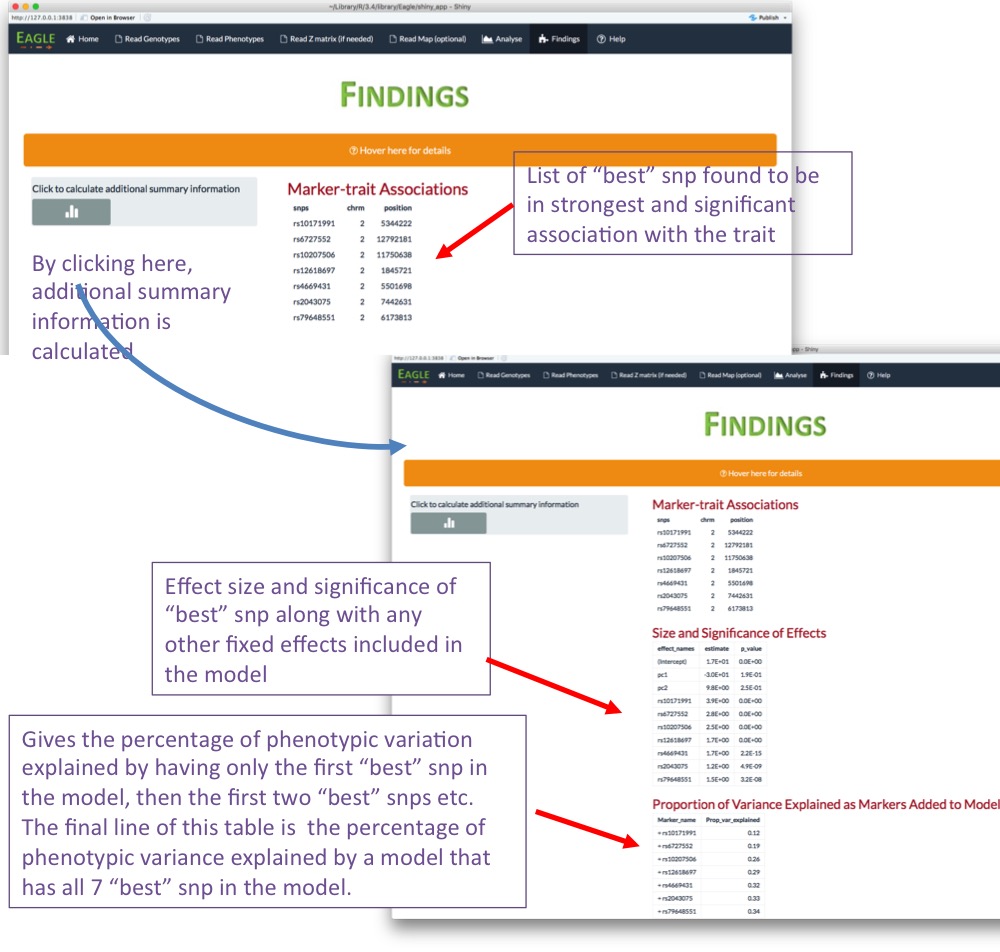 ~/Library/R/3.4/library/Eagle/shiny_app - Shiny
http://127.0.0.1:3838 Open in Browser Publish
EAGLE Home Read Genotypes Read Phenotypes Read Z matrix (if needed) Read Map (optional) Analyse Findings Help
FINDINGS
Hover here for details
Click to calculate additional summary information
By clicking here,
additional summary
information is
calculated
Marker-trait Associations
snps chrm position
rs10171991 2 5344222
rs6727552 2 12792181
rs10207506 2 11750638
rs12618697 2 1845721
rs4669431 2 5501698
rs2043075 2 7442631
rs79648551 2 6173813
List of “best” snp found to be
in strongest and significant
association with the trait
app - Shiny
http://127.0.0.1:3838 Open in Browser
EAGLE Home Read Genotypes Read Phenotypes Read Z matrix (if needed) Read Map (optional) Analyse Findings Help
FINDINGS
Hover here for details
Click to calculate additional summary information
Marker-trait Associations
snps chrm position
rs10171991 2 5344222
rs6727552 2 12792181
rs10207506 2 11750638
rs12618697 2 1845721
rs4669431 2 5501698
rs2043075 2 7442631
rs79648551 2 6173813
Effect size and significance of
“best” snp along with any
other fixed effects included in
the model
Size and Significance of Effects
effect_names estimate p_value
(Intercept) 1.7E+01 0.0E+00
pc1 -3.0E+01 1.9E-01
pc2 9.8E+00 2.5E-01
rs10171991 3.9E+00 0.0E+00
rs6727552 2.8E+00 0.0E+00
rs10207506 2.5E+00 0.0E+00
rs12618697 1.7E+00 0.0E+00
rs4669431 1.7E+00 2.2E-15
rs2043075 1.2E+00 4.9E-09
rs79648551 1.5E+00 3.2E-08
Gives the percentage of phenotypic variation
explained by having only the first “best” snp in
the model, then the first two “best” snps etc.
The final line of this table is the percentage of
phenotypic variance explained by a model that
has all 7 “best” snp in the model.
Proportion of Variance Explained as Markers Added to Model
Marker_name Prop_var_explained
+ rs10171991 0.12
+ rs6727552 0.19
+ rs10207506 0.26
+ rs12618697 0.29
+ rs4669431 0.32
+ rs2043075 0.33
+ rs79648551 0.34